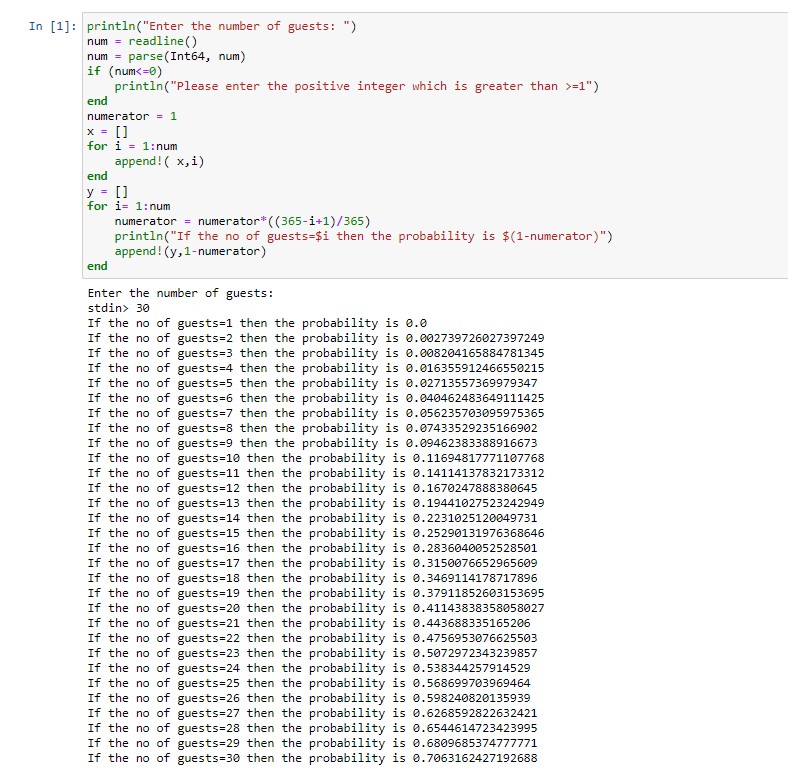 In [1]: println("Enter the number of guests: ")
num = readline()
num = parse(Int64, num)
if (num<=0)
    println("Please enter the positive integer which is greater than >=1")
end
numerator = 1
x = []
for i = 1:num
    append!( x,i)
end
y = []
for i= 1:num
    numerator = numerator*((365-i+1)/365)
    println("If the no of guests=$i then the probability is $(1-numerator)")
    append!(y,1-numerator)
end
Enter the number of guests:
stdin> 30
If the no of guests=1 then the probability is 0.0
If the no of guests=2 then the probability is 0.002739726027397249
If the no of guests=3 then the probability is 0.008204165884781345
If the no of guests=4 then the probability is 0.016355912466550215
If the no of guests=5 then the probability is 0.02713557369979347
If the no of guests=6 then the probability is 0.040462483649111425
If the no of guests=7 then the probability is 0.056235703095975365
If the no of guests=8 then the probability is 0.07433529235166902
If the no of guests=9 then the probability is 0.09462383388916673
If the no of guests=10 then the probability is 0.11694817771107768
If the no of guests=11 then the probability is 0.14114137832173312
If the no of guests=12 then the probability is 0.1670247888380645
If the no of guests=13 then the probability is 0.19441027523242949
If the no of guests=14 then the probability is 0.2231025120049731
If the no of guests=15 then the probability is 0.25290131976368646
If the no of guests=16 then the probability is 0.2836040052528501
If the no of guests=17 then the probability is 0.3150076652965609
If the no of guests=18 then the probability is 0.3469114178717896
If the no of guests=19 then the probability is 0.37911852603153695
If the no of guests=20 then the probability is 0.41143838358058027
If the no of guests=21 then the probability is 0.443688335165206
If the no of guests=22 then the probability is 0.4756953076625503
If the no of guests=23 then the probability is 0.5072972343239857
If the no of guests=24 then the probability is 0.538344257914529
If the no of guests=25 then the probability is 0.568699703969464
If the no of guests=26 then the probability is 0.598240820135939
If the no of guests=27 then the probability is 0.6268592822632421
If the no of guests=28 then the probability is 0.6544614723423995
If the no of guests=29 then the probability is 0.6809685374777771
If the no of guests=30 then the probability is 0.7063162427192688